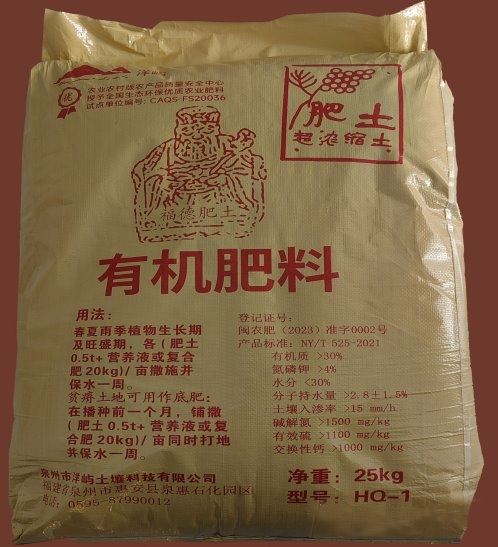 洋屿
优
农业农村部农产品质量安全中心
授予全国生态环保优质农业肥料
试点单位编号: CAQS-FS20036
肥土
超浓缩土
福德肥土
有机肥料
用法:
春夏雨季植物生长期
及旺盛期，各(肥土
0.5t+营养液或复合
肥20kg)/亩撒施并
保水一周。
贫瘠土地可用作底肥:
在播种前一个月，铺撒
(肥土0.5t+营养液或复
合肥20kg)/亩同时打地
并保水一周。
登记证号:
闽农肥(2023)准字0002号
产品标准: NY/T 525-2021
有机质 >30%
氮磷钾 >4%
水分 <30%
分子持水量 >2.8±1.5%
土壤入渗率 >15 mm/h
碱解氮 >1500 mg/kg
有效硫 >1100 mg/kg
交换性钙 >1000 mg/kg
泉州市洋屿土壤科技有限公司
福建省泉州市惠安县泉惠石化园区
电话: 0595-87990012
净重: 25kg
型号: HQ-1